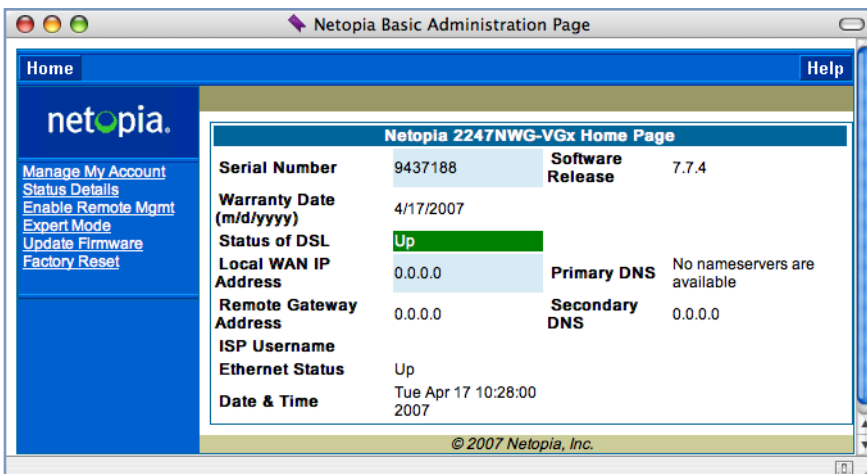 Netopia Basic Administration Page
Home
Help
netopia.
Manage My Account
Status Details
Enable Remote Mgmt
Expert Mode
Update Firmware
Factory Reset
Netopia 2247NWG-VGx Home Page
Serial Number 9437188 Software Release 7.7.4
Warranty Date (m/d/yyyy) 4/17/2007
Status of DSL Up
Local WAN IP Address 0.0.0.0 Primary DNS No nameservers are available
Remote Gateway Address 0.0.0.0 Secondary DNS 0.0.0.0
ISP Username
Ethernet Status Up
Date & Time Tue Apr 17 10:28:00 2007
© 2007 Netopia, Inc.